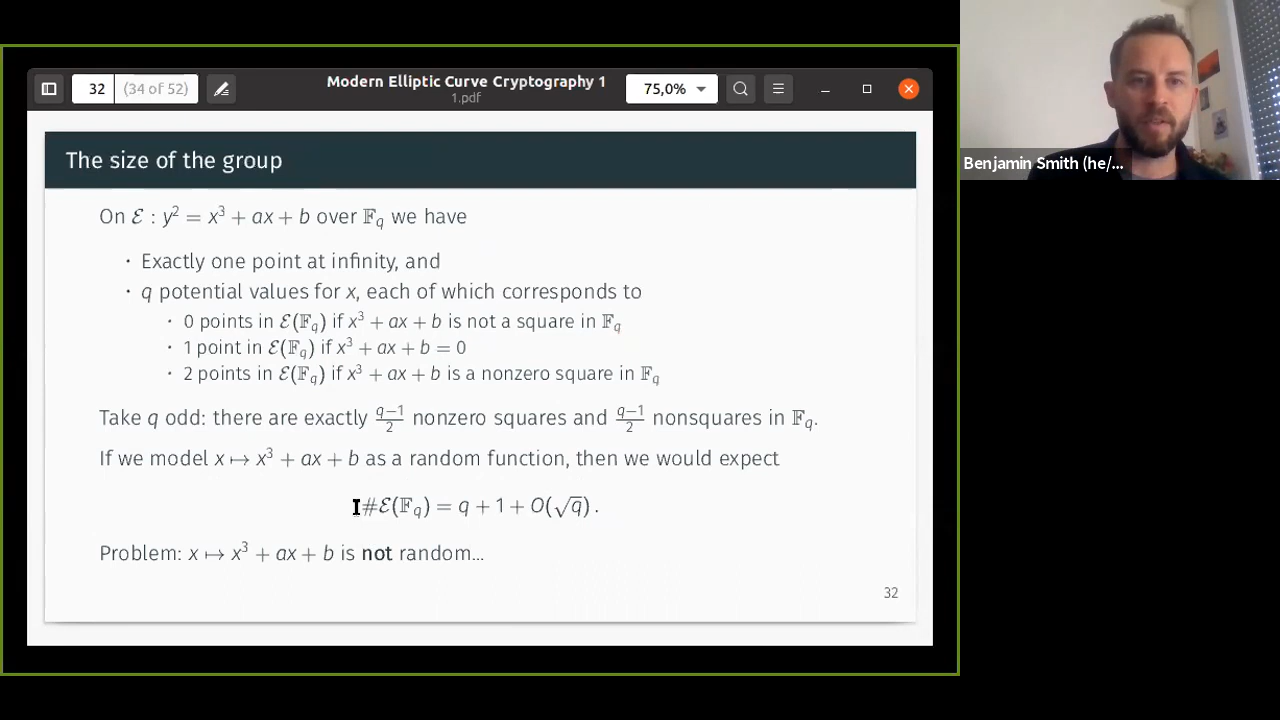 32 (34 of 52)
Modern Elliptic Curve Cryptography 1
1.pdf
75,0%
The size of the group
On ℰ : y² = x³ + ax + b over 𝔽_q we have
· Exactly one point at infinity, and
· q potential values for x, each of which corresponds to
· 0 points in ℰ(𝔽_q) if x³ + ax + b is not a square in 𝔽_q
· 1 point in ℰ(𝔽_q) if x³ + ax + b = 0
· 2 points in ℰ(𝔽_q) if x³ + ax + b is a nonzero square in 𝔽_q
Take q odd: there are exactly (q−1)/2 nonzero squares and (q−1)/2 nonsquares in 𝔽_q.
If we model x ↦ x³ + ax + b as a random function, then we would expect
#ℰ(𝔽_q) = q + 1 + O(√q) .
Problem: x ↦ x³ + ax + b is not random...
32
Benjamin Smith (he/...